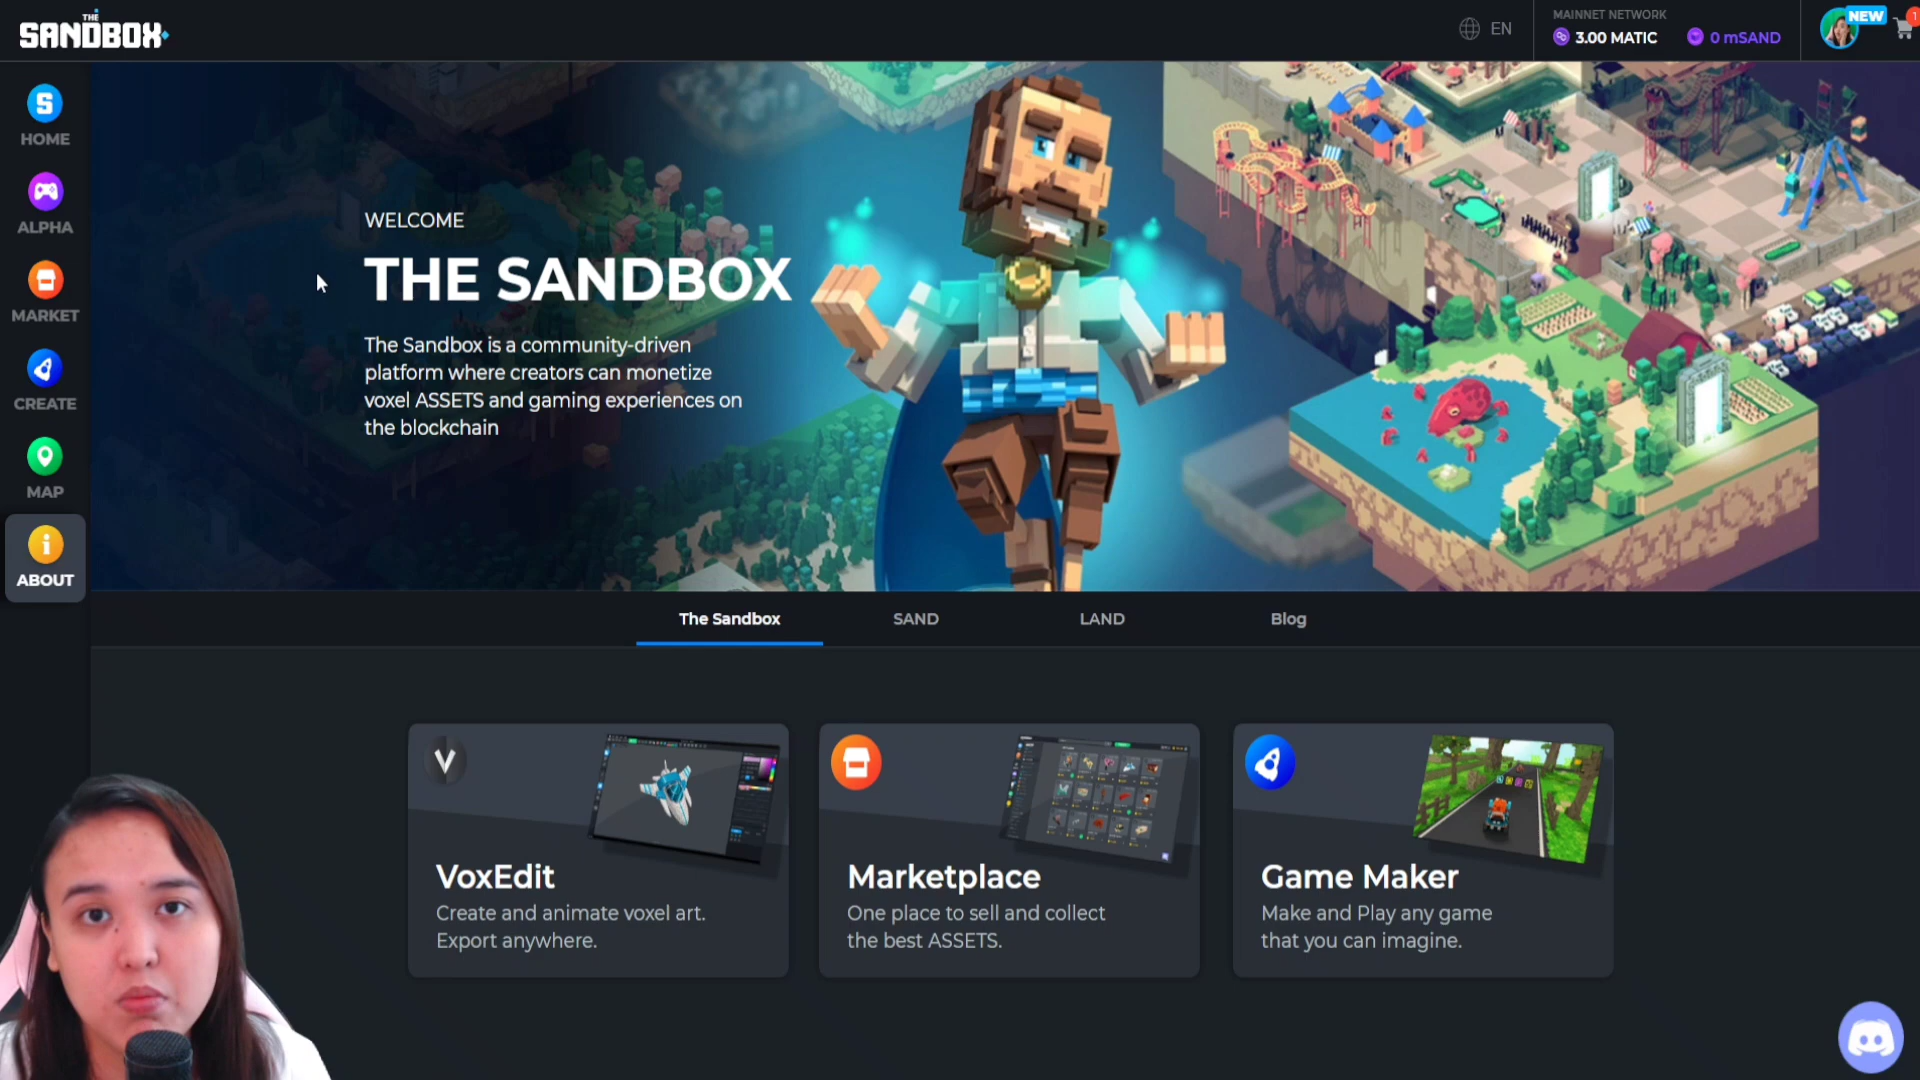 THE
SANDBOX
EN
MAINNET NETWORK
3.00 MATIC
0 mSAND
NEW
1
HOME
ALPHA
MARKET
CREATE
MAP
ABOUT
WELCOME
THE SANDBOX
The Sandbox is a community-driven
platform where creators can monetize
voxel ASSETS and gaming experiences on
the blockchain
The Sandbox
SAND
LAND
Blog
VoxEdit
Create and animate voxel art.
Export anywhere.
Marketplace
One place to sell and collect
the best ASSETS.
Game Maker
Make and Play any game
that you can imagine.